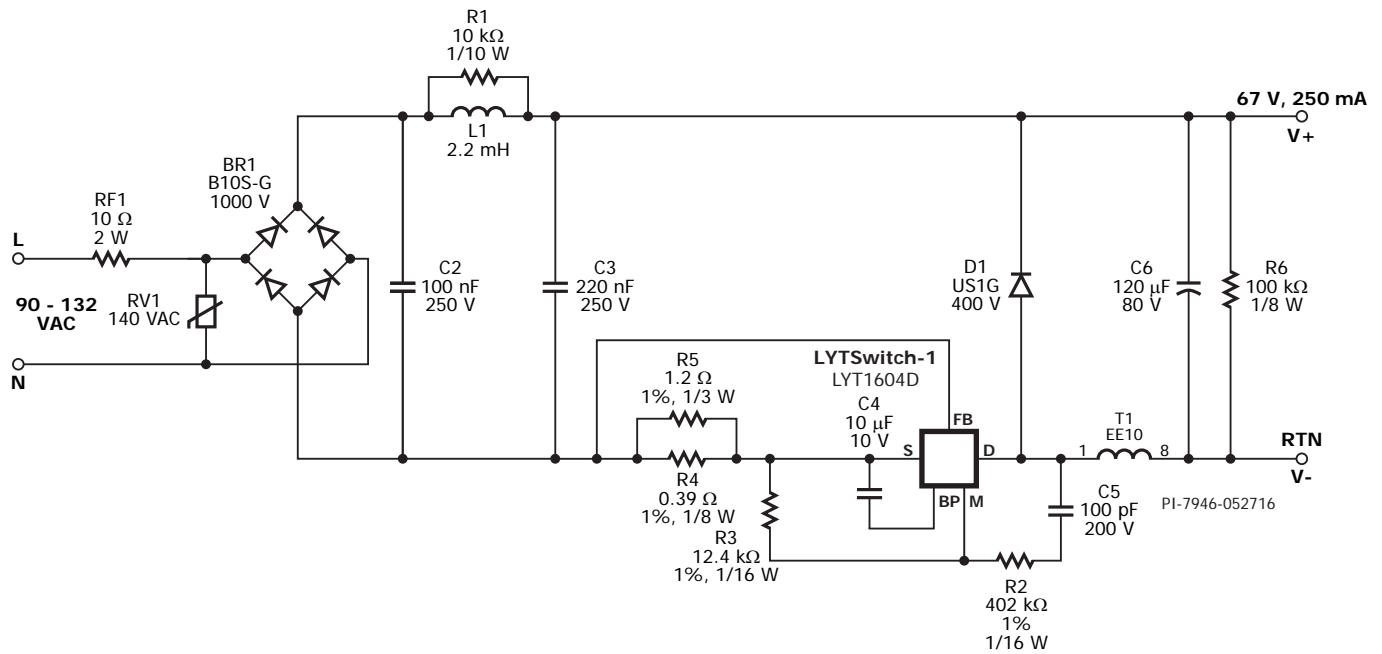 R1
10 kΩ
1/10 W
67 V, 250 mA
V+
L1
2.2 mH
BR1
B10S-G
1000 V
RF1
10 Ω
2 W
L
90 - 132
VAC
RV1
140 VAC
N
C2
100 nF
250 V
C3
220 nF
250 V
D1
US1G
400 V
C6
120 µF
80 V
R6
100 kΩ
1/8 W
R5
1.2 Ω
1%, 1/3 W
LYTSwitch-1
LYT1604D
C4
10 µF
10 V
FB
S
D
BP
M
T1
EE10
1
8
RTN
V-
R4
0.39 Ω
1%, 1/8 W
R3
12.4 kΩ
1%, 1/16 W
C5
100 pF
200 V
PI-7946-052716
R2
402 kΩ
1%
1/16 W